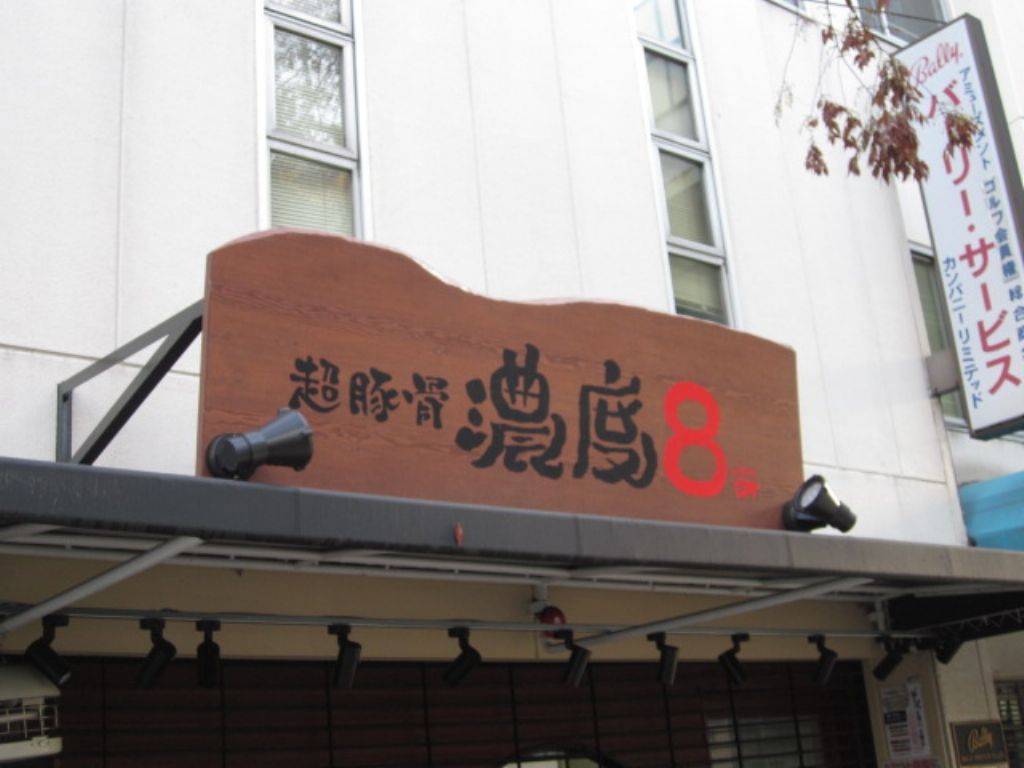 超豚骨 濃度8
Bally
バリー・サービス
アミューズメント ゴルフ会員権 総合
カンパニーリミテッド
Bally